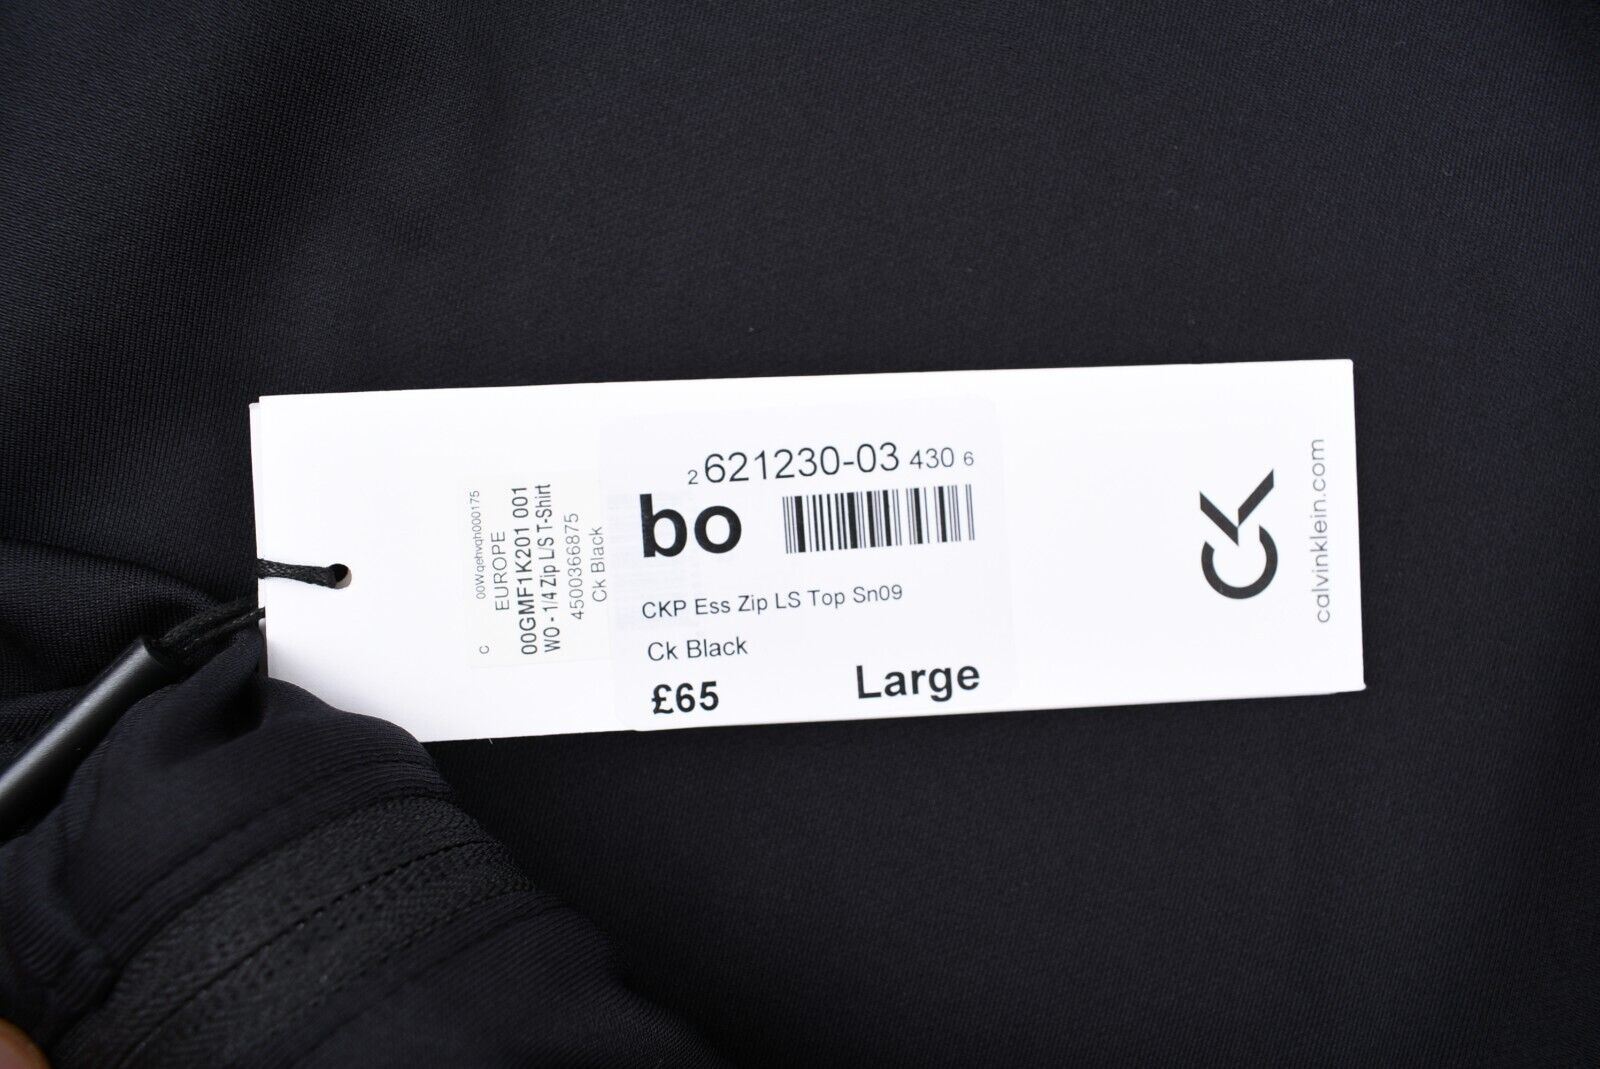 2 621230-03 430 6
bo
CKP Ess Zip LS Top Sn09
Ck Black
£65 Large
C 00Wqehvqh000175
EUROPE
00GMF1K201 001
WO - 1/4 Zip L/S T-Shirt
4500366875
Ck Black
CK
calvinklein.com